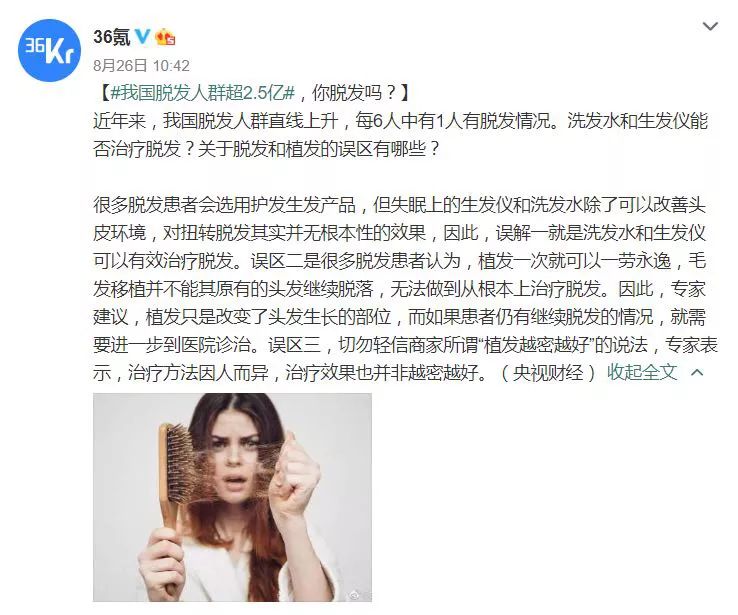 36Kr
36氪
8月26日 10:42
【#我国脱发人群超2.5亿#，你脱发吗？】
近年来，我国脱发人群直线上升，每6人中有1人有脱发情况。洗发水和生发仪能
否治疗脱发？关于脱发和植发的误区有哪些？
很多脱发患者会选用护发生发产品，但失眠上的生发仪和洗发水除了可以改善头
皮环境，对扭转脱发其实并无根本性的效果，因此，误解一就是洗发水和生发仪
可以有效治疗脱发。误区二是很多脱发患者认为，植发一次就可以一劳永逸，毛
发移植并不能其原有的头发继续脱落，无法做到从根本上治疗脱发。因此，专家
建议，植发只是改变了头发生长的部位，而如果患者仍有继续脱发的情况，就需
要进一步到医院诊治。误区三，切勿轻信商家所谓“植发越密越好”的说法，专家表
示，治疗方法因人而异，治疗效果也并非越密越好。（央视财经） 收起全文